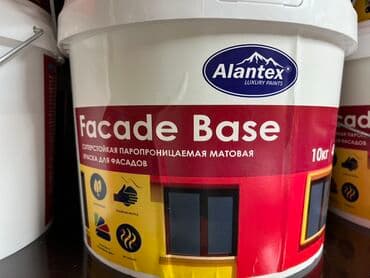 Alantex
LUXURY PAINTS
Facade Base
СУПЕРСТОЙКАЯ ПАРОПРОНИЦАЕМАЯ МАТОВАЯ
КРАСКА ДЛЯ ФАСАДОВ
10кг